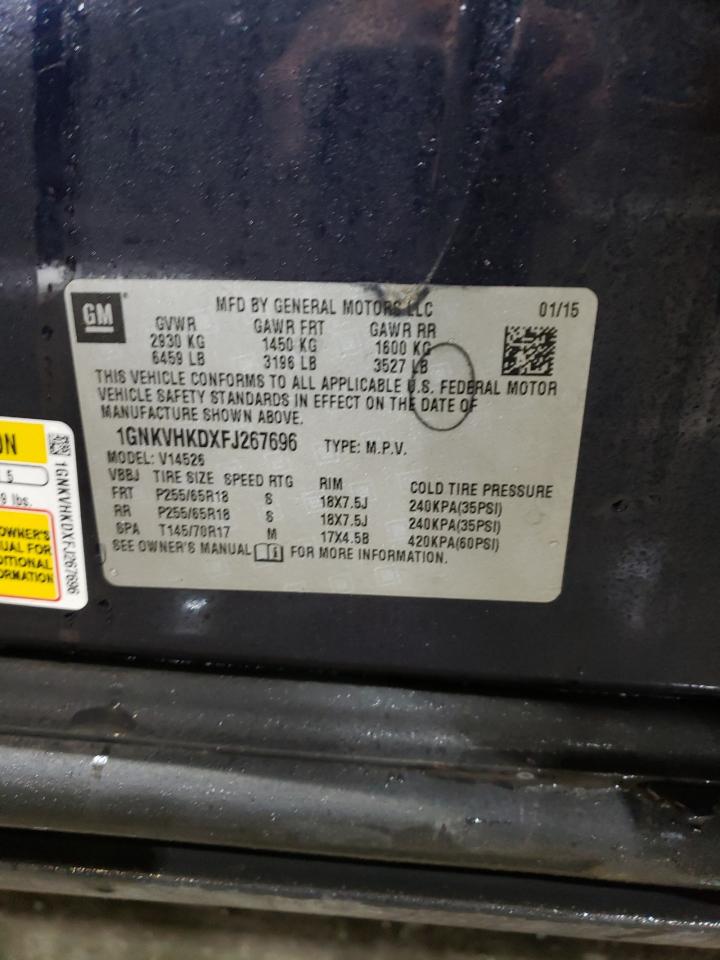 GM
MFD BY GENERAL MOTORS LLC
01/15
GVWR GAWR FRT GAWR RR
2930 KG 1450 KG 1600 KG
6459 LB 3196 LB 3527 LB
THIS VEHICLE CONFORMS TO ALL APPLICABLE U.S. FEDERAL MOTOR
VEHICLE SAFETY STANDARDS IN EFFECT ON THE DATE OF
MANUFACTURE SHOWN ABOVE.
1GNKVHKDXFJ267696 TYPE: M.P.V.
MODEL: V14526
VBBJ TIRE SIZE SPEED RTG RIM COLD TIRE PRESSURE
FRT P255/65R18 S 18X7.5J 240KPA(35PSI)
RR P255/65R18 S 18X7.5J 240KPA(35PSI)
SPA T145/70R17 M 17X4.5B 420KPA(60PSI)
SEE OWNER'S MANUAL FOR MORE INFORMATION.
5
lbs.
OWNER'S
FOR
1GNKVHKDXFJ267696